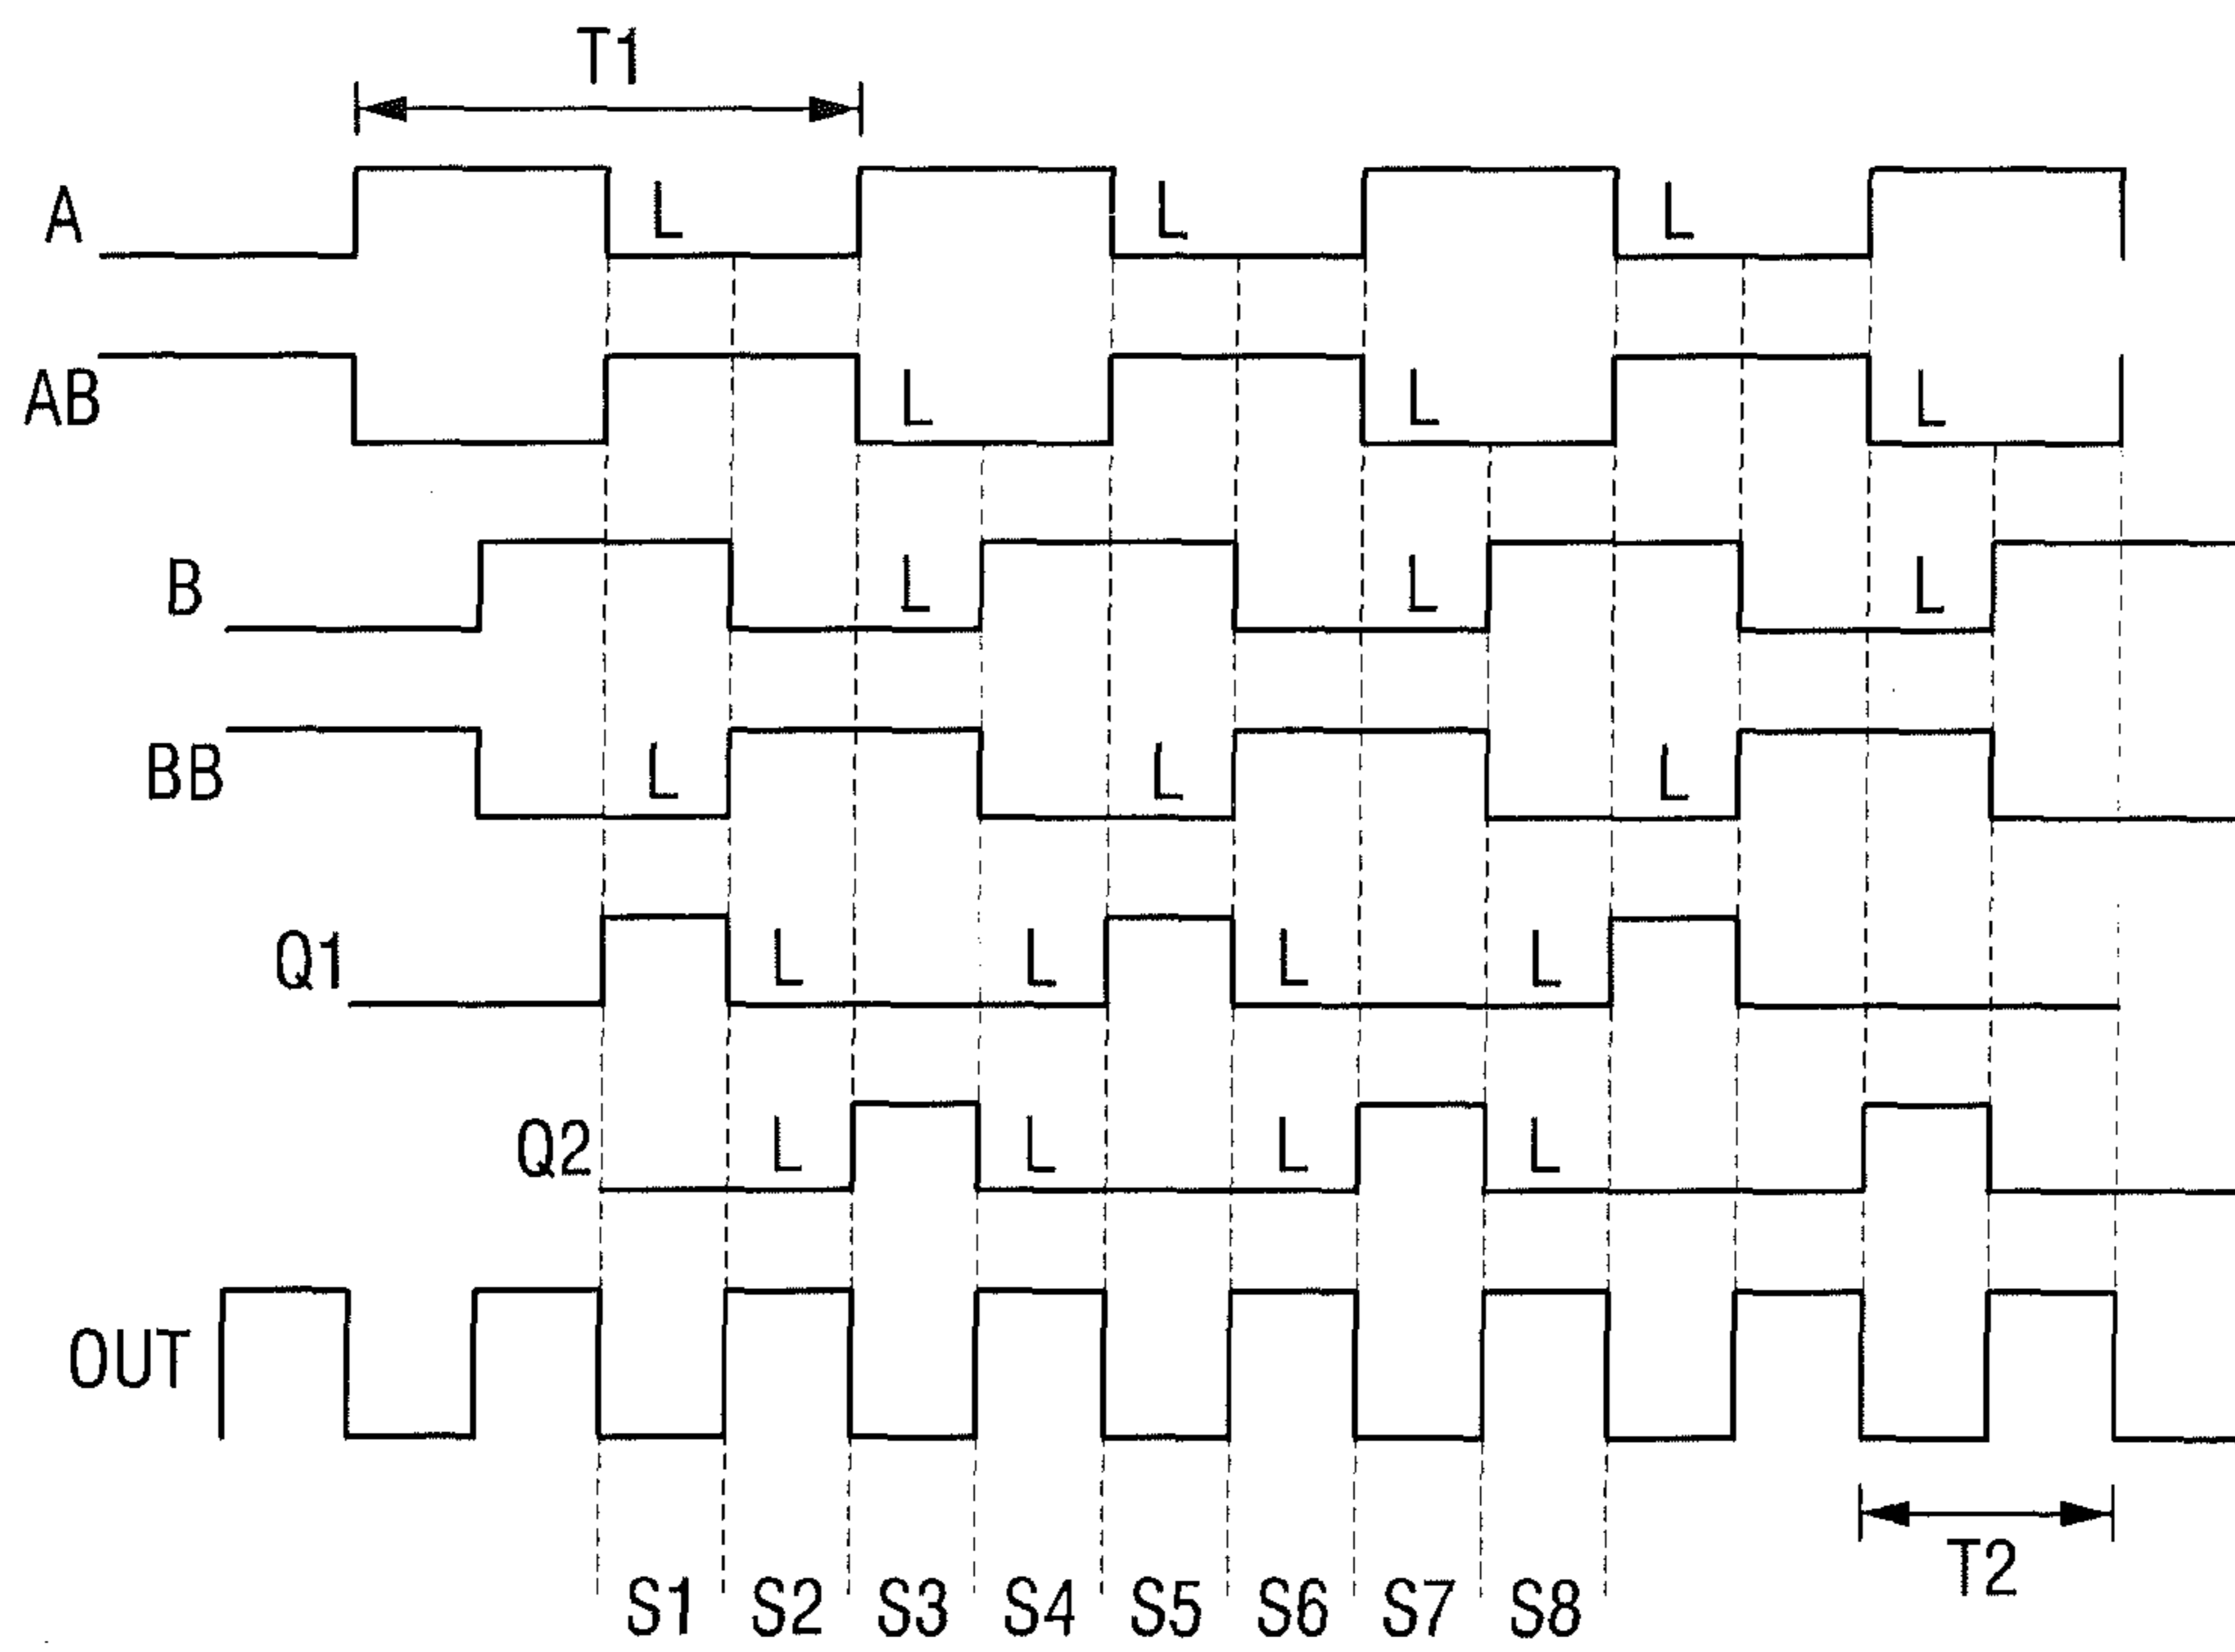 T1
A L L L
AB L L L
B L L L
BB L L L
Q1 L L L L
Q2 L L L L
OUT
T2
S1 S2 S3 S4 S5 S6 S7 S8